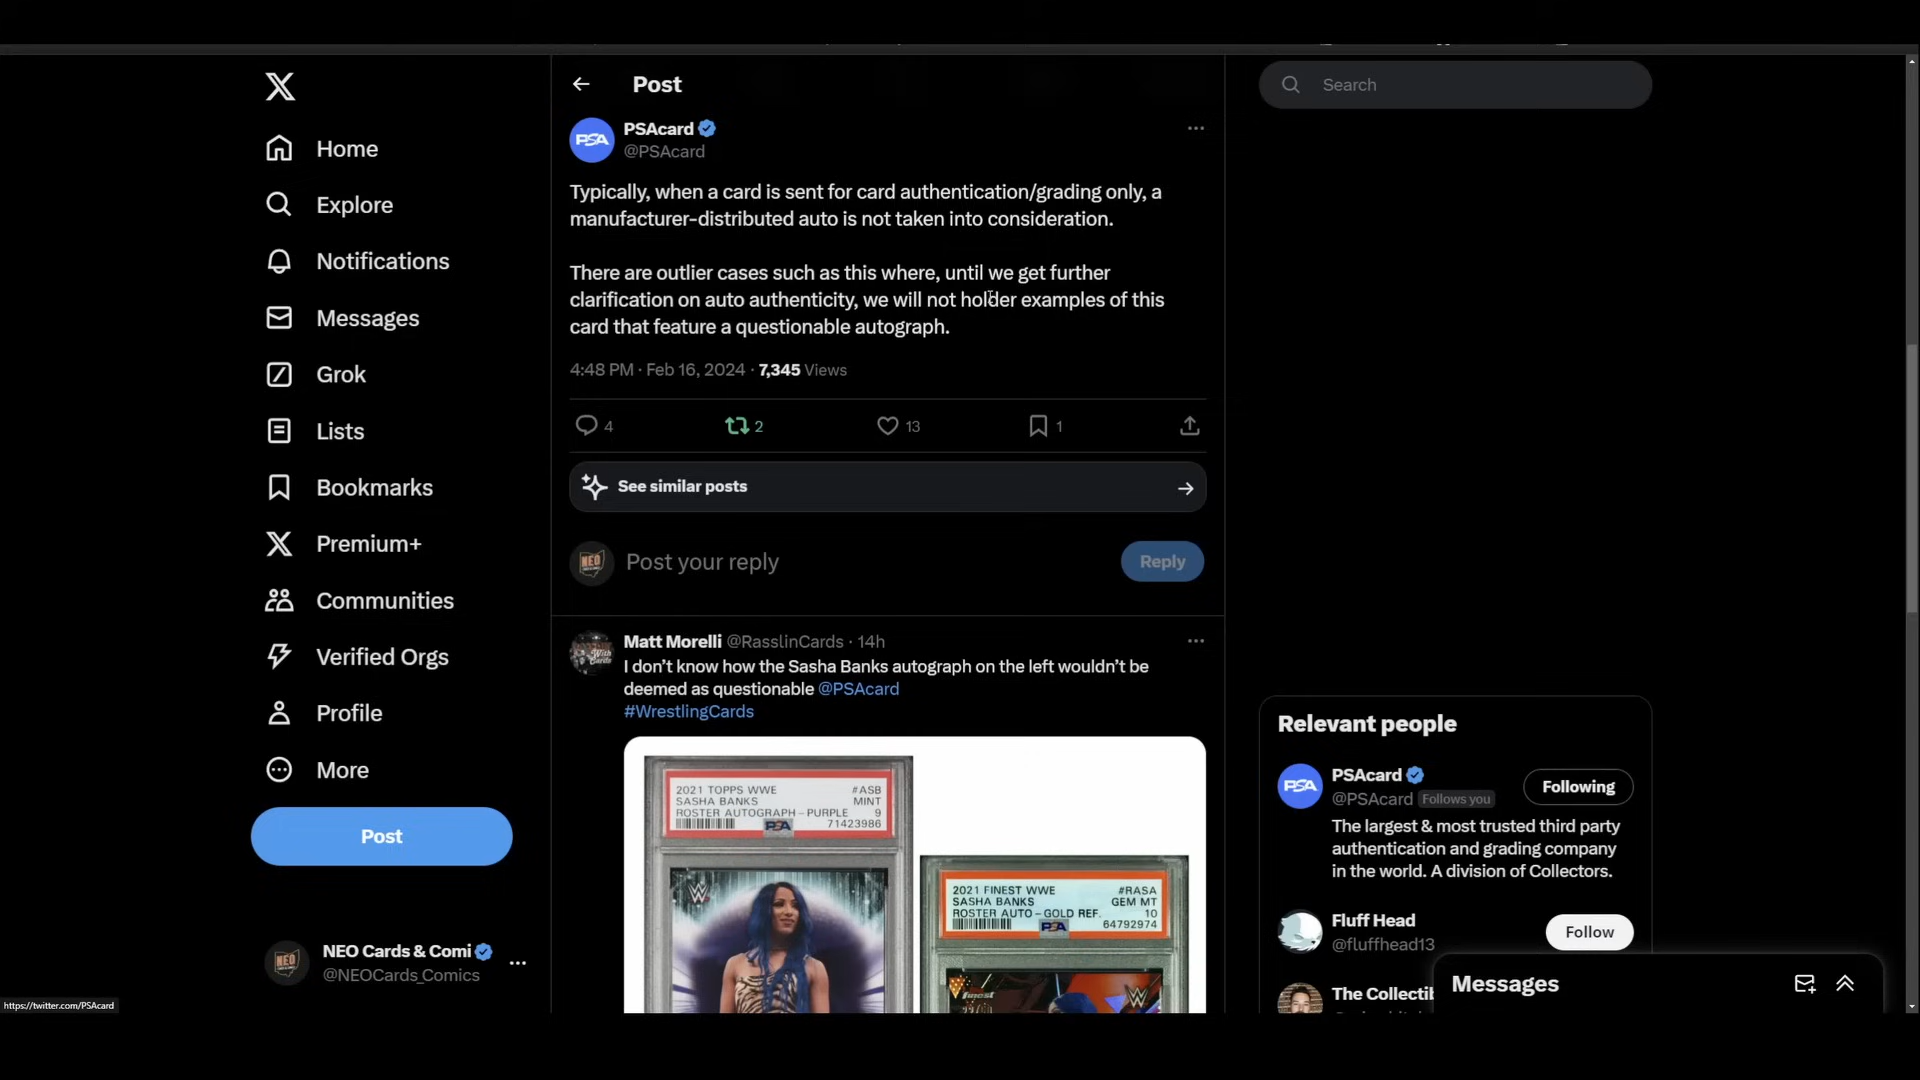 Post
Search
PSA
PSAcard
@PSAcard
Typically, when a card is sent for card authentication/grading only, a
manufacturer-distributed auto is not taken into consideration.
There are outlier cases such as this where, until we get further
clarification on auto authenticity, we will not holder examples of this
card that feature a questionable autograph.
4:48 PM · Feb 16, 2024 · 7,345 Views
4 2 13 1
See similar posts
NEO
Post your reply
Reply
Matt Morelli @RasslinCards · 14h
I don’t know how the Sasha Banks autograph on the left wouldn’t be
deemed as questionable @PSAcard
#WrestlingCards
2021 TOPPS WWE #ASB
SASHA BANKS MINT
ROSTER AUTOGRAPH – PURPLE 9
PSA 71423986
2021 FINEST WWE #RASA
SASHA BANKS GEM MT
ROSTER AUTO – GOLD REF. 10
PSA 64792974
finest
Home
Explore
Notifications
Messages
Grok
Lists
Bookmarks
Premium+
Communities
Verified Orgs
Profile
More
Post
NEO
NEO Cards & Comi
@NEOCards_Comics
https://twitter.com/PSAcard
Relevant people
PSA
PSAcard
@PSAcard Follows you
Following
The largest & most trusted third party
authentication and grading company
in the world. A division of Collectors.
Fluff Head
@fluffhead13
Follow
The Collectib
Messages